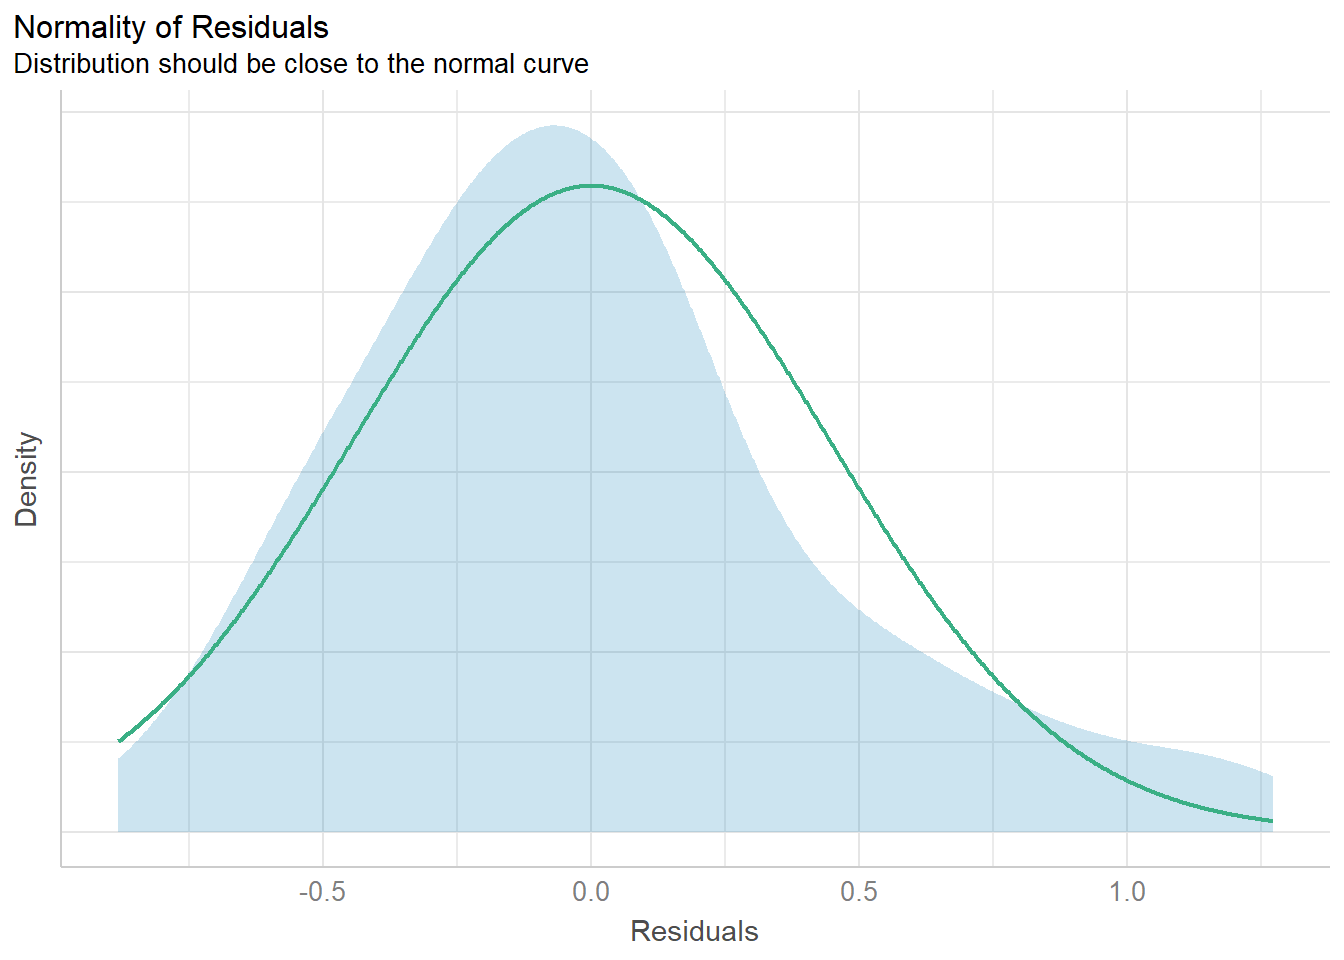 Normality of Residuals
Distribution should be close to the normal curve
Density
-0.5 0.0 0.5 1.0
Residuals